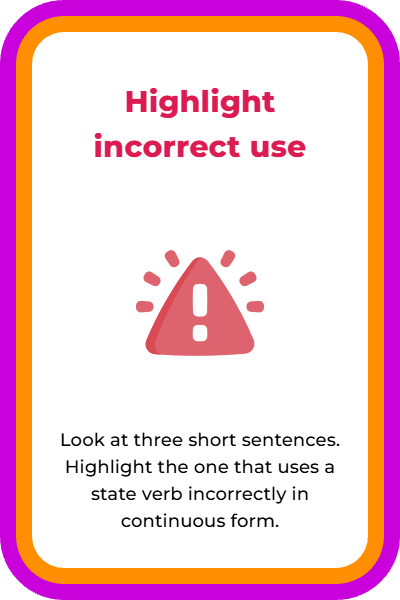 Highlight
incorrect use
Look at three short sentences.
Highlight the one that uses a
state verb incorrectly in
continuous form.